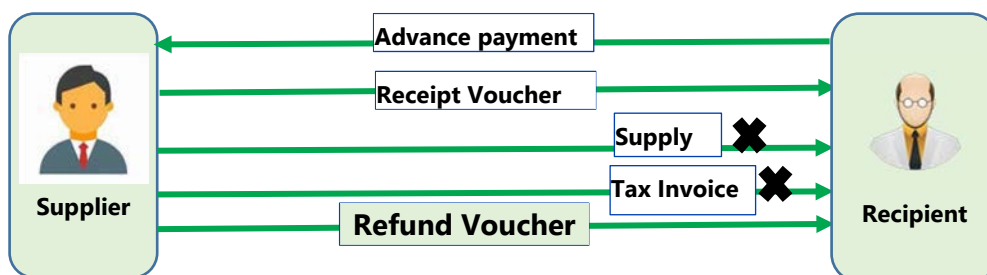 Advance payment
Receipt Voucher
Supply
Tax Invoice
Supplier
Recipient
Refund Voucher